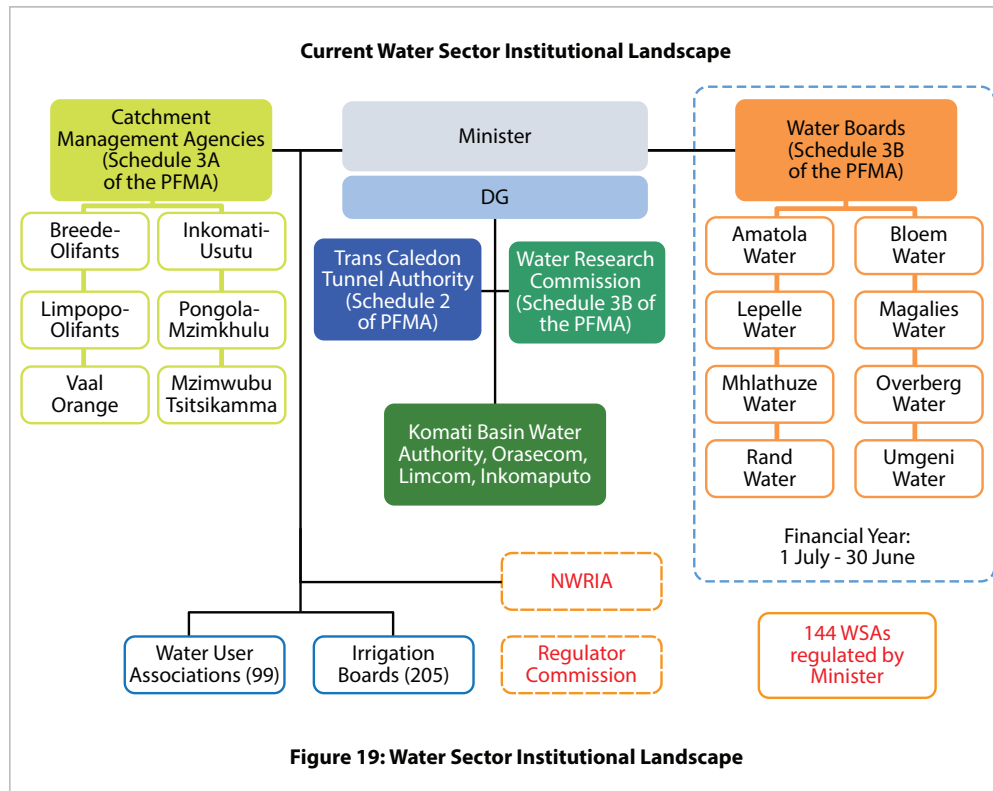 Current Water Sector Institutional Landscape
Catchment
Management Agencies
(Schedule 3A
of the PFMA)
Breede-
Olifants
Inkomati-
Usutu
Limpopo-
Olifants
Pongola-
Mzimkhulu
Vaal
Orange
Mzimwubu
Tsitsikamma
Minister
DG
Trans Caledon
Tunnel Authority
(Schedule 2
of PFMA)
Water Research
Commission
(Schedule 3B of
the PFMA)
Komati Basin Water
Authority, Orasecom,
Limcom, Inkomaputo
Water Boards
(Schedule 3B
of the PFMA)
Amatola
Water
Bloem
Water
Lepelle
Water
Magalies
Water
Mhlathuze
Water
Overberg
Water
Rand
Water
Umgeni
Water
Financial Year:
1 July - 30 June
NWRIA
Water User
Associations (99)
Irrigation
Boards (205)
Regulator
Commission
144 WSAs
regulated by
Minister
Figure 19: Water Sector Institutional Landscape